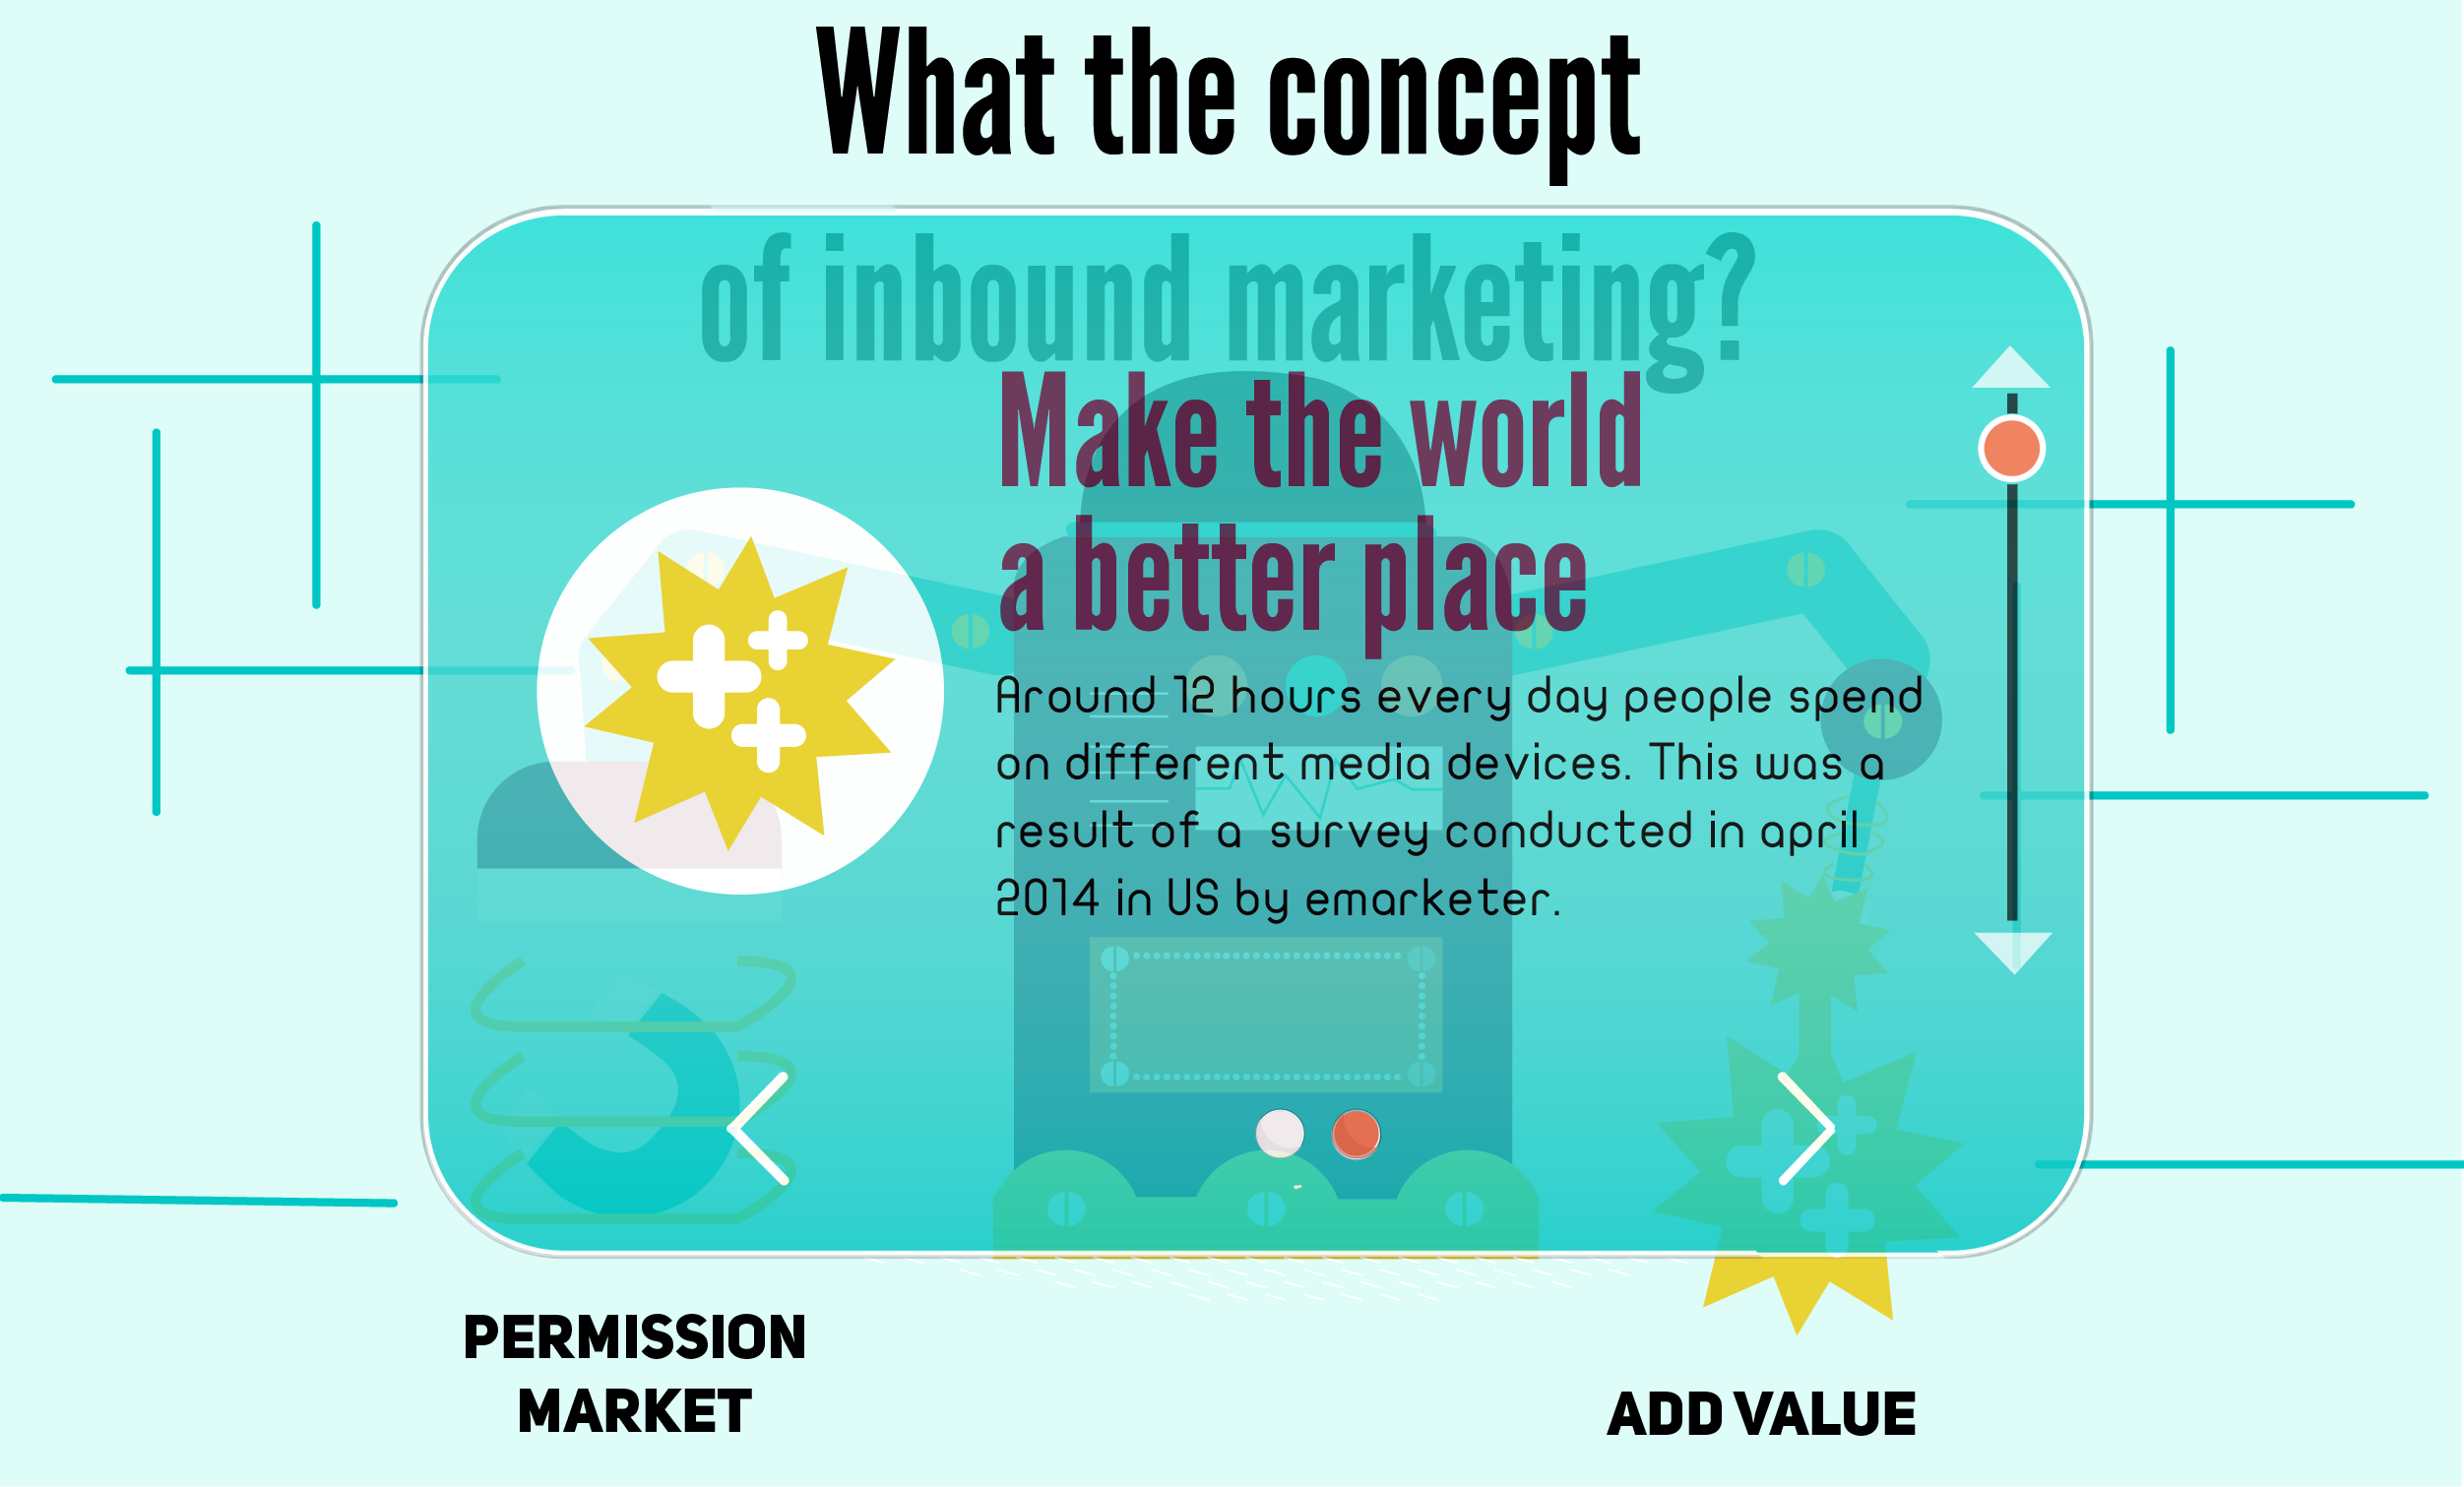 What the concept
of inbound marketing?
Make the world
a better place
Around 12 hours every day people spend
on different media devices. This was a
result of a survey conducted in april
2014 in US by emarketer.
PERMISSION
MARKET
ADD VALUE